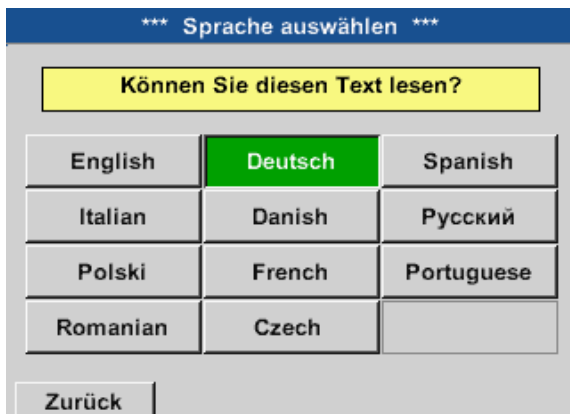 *** Sprache auswählen ***
Können Sie diesen Text lesen?
English Deutsch Spanish
Italian Danish Русский
Polski French Portuguese
Romanian Czech
Zurück